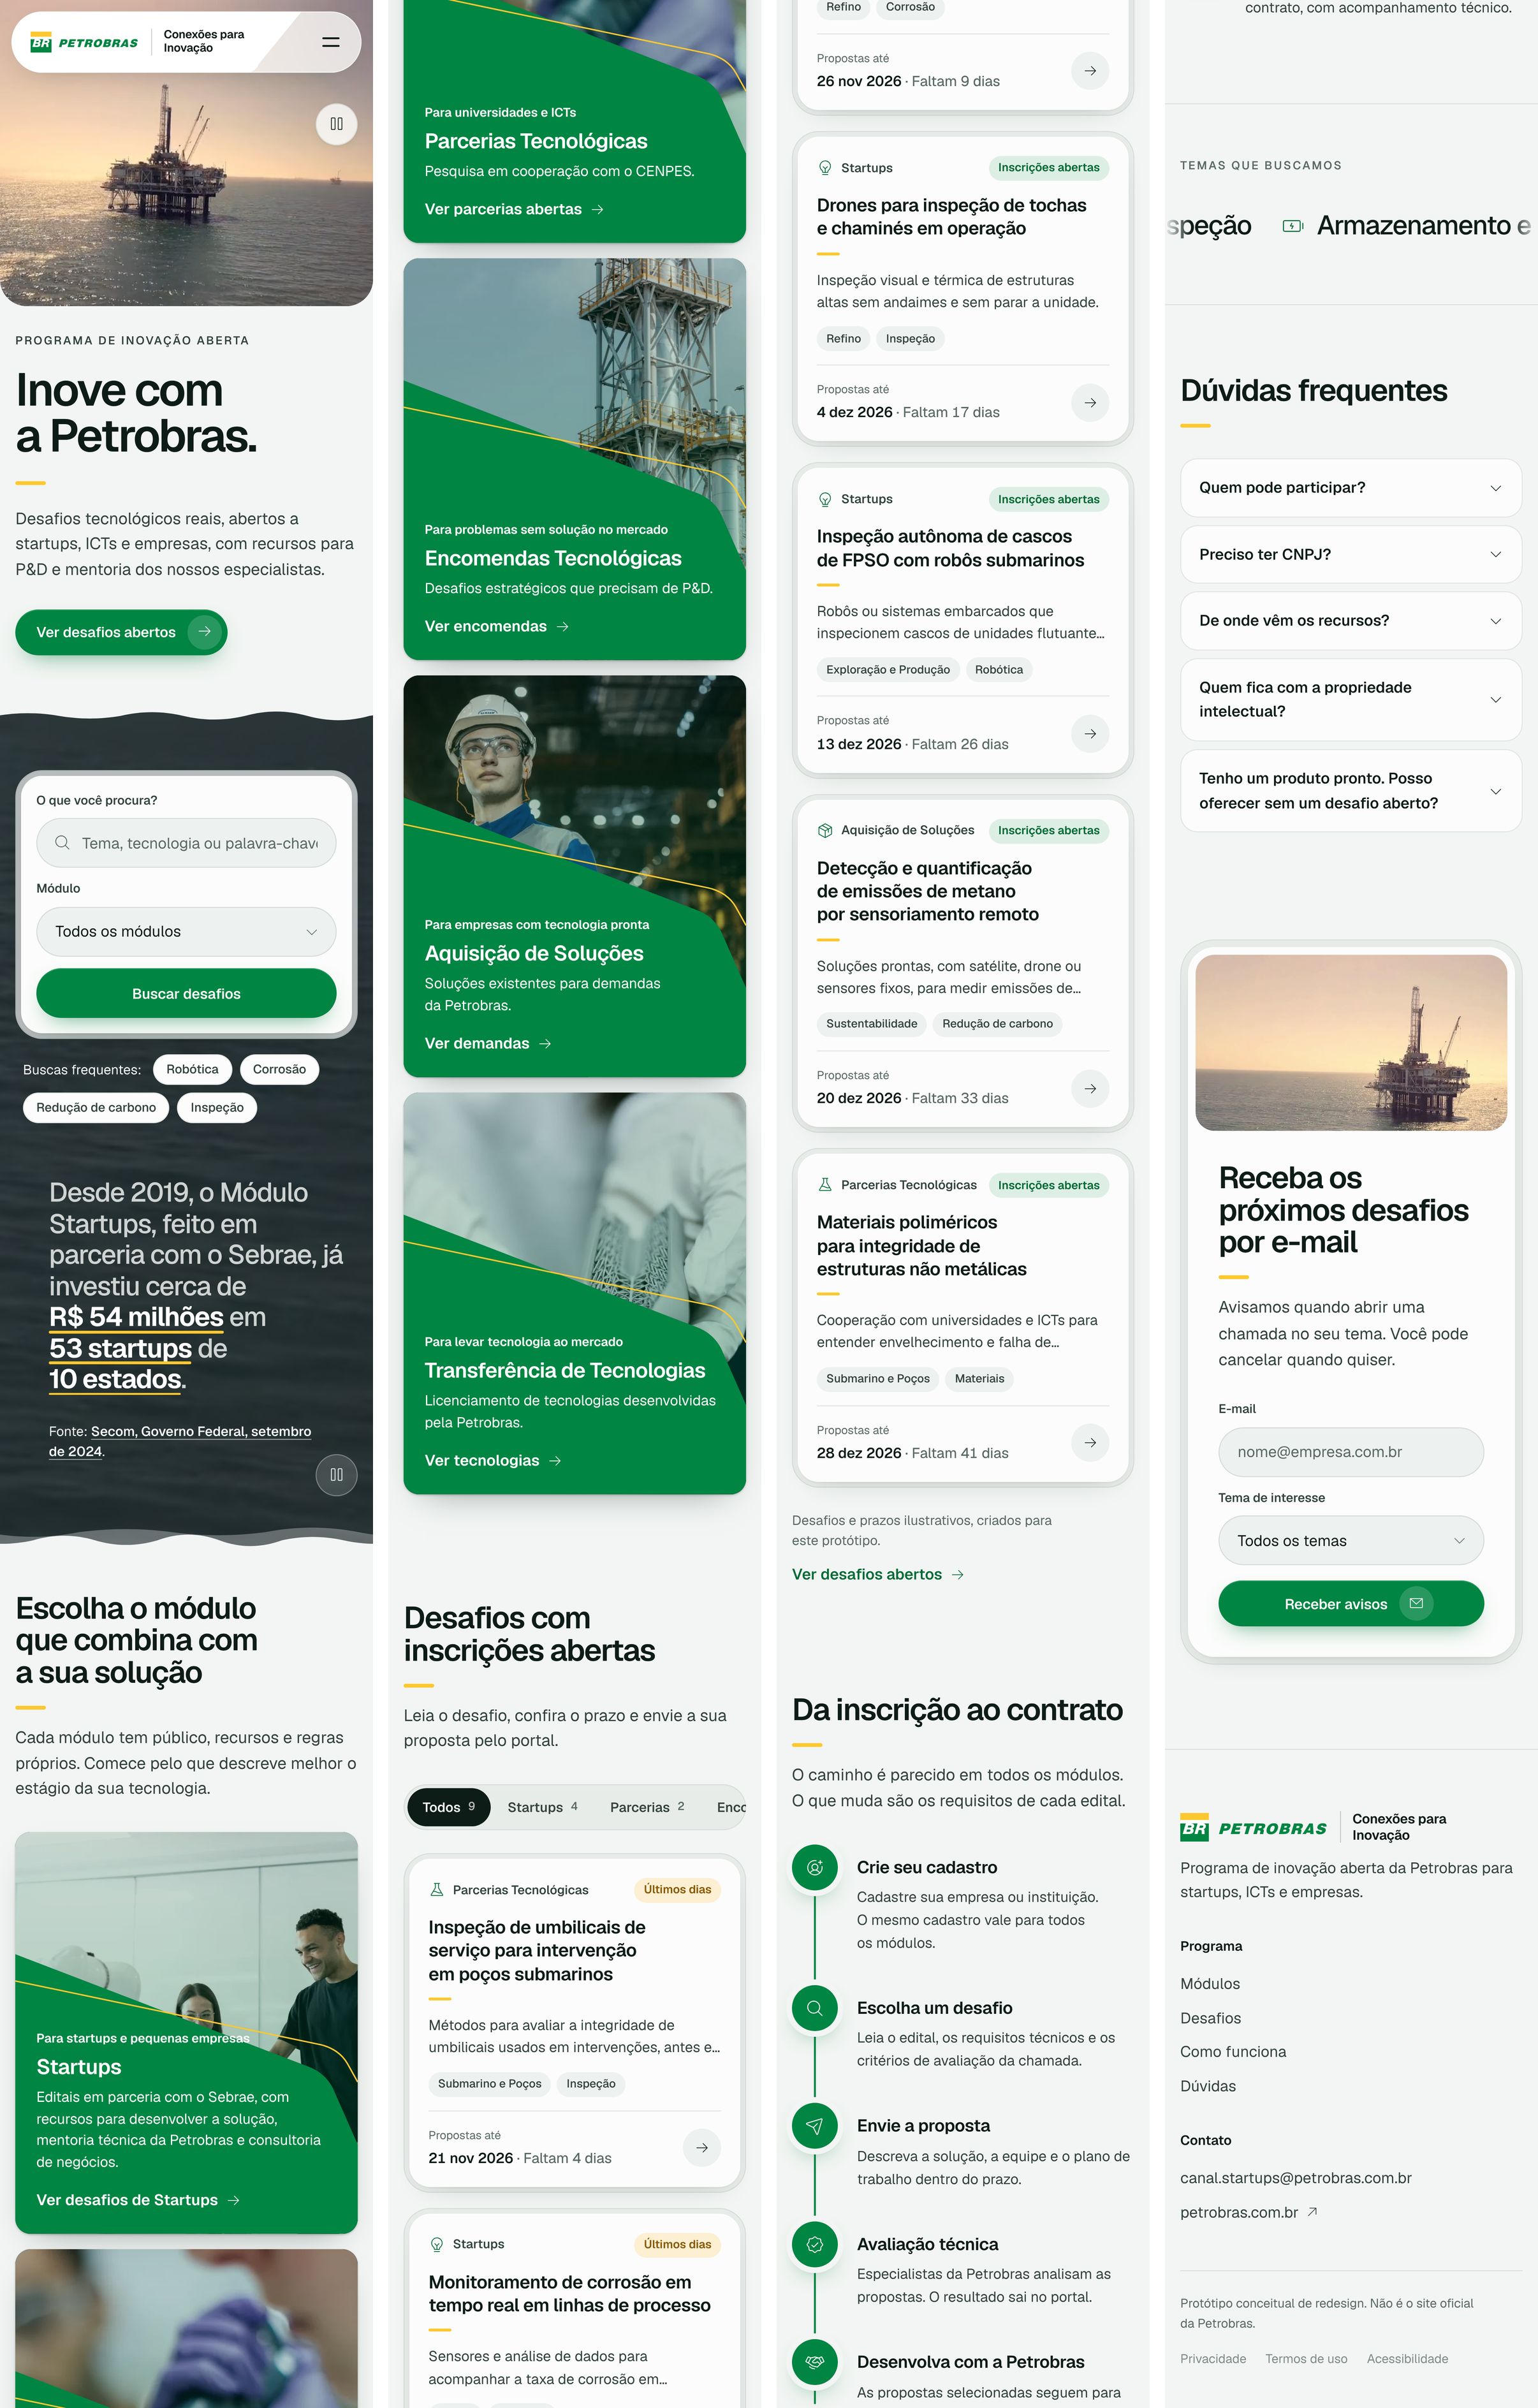 BR PETROBRAS
Conexões para
Inovação
PROGRAMA DE INOVAÇÃO ABERTA
Inove com
a Petrobras.
Desafios tecnológicos reais, abertos a
startups, ICTs e empresas, com recursos para
P&D e mentoria dos nossos especialistas.
Ver desafios abertos
O que você procura?
Tema, tecnologia ou palavra-chav
Módulo
Todos os módulos
Buscar desafios
Buscas frequentes: Robótica Corrosão
Redução de carbono Inspeção
Desde 2019, o Módulo
Startups, feito em
parceria com o Sebrae, já
investiu cerca de
R$ 54 milhões em
53 startups de
10 estados.
Fonte: Secom, Governo Federal, setembro
de 2024.
Escolha o módulo
que combina com
a sua solução
Cada módulo tem público, recursos e regras
próprios. Comece pelo que descreve melhor o
estágio da sua tecnologia.
Para startups e pequenas empresas
Startups
Editais em parceria com o Sebrae, com
recursos para desenvolver a solução,
mentoria técnica da Petrobras e consultoria
de negócios.
Ver desafios de Startups
Para universidades e ICTs
Parcerias Tecnológicas
Pesquisa em cooperação com o CENPES.
Ver parcerias abertas
Para problemas sem solução no mercado
Encomendas Tecnológicas
Desafios estratégicos que precisam de P&D.
Ver encomendas
Para empresas com tecnologia pronta
Aquisição de Soluções
Soluções existentes para demandas
da Petrobras.
Ver demandas
Para levar tecnologia ao mercado
Transferência de Tecnologias
Licenciamento de tecnologias desenvolvidas
pela Petrobras.
Ver tecnologias
Desafios com
inscrições abertas
Leia o desafio, confira o prazo e envie a sua
proposta pelo portal.
Todos 9 Startups 4 Parcerias 2 Enco
Parcerias Tecnológicas Últimos dias
Inspeção de umbilicais de
serviço para intervenção
em poços submarinos
Métodos para avaliar a integridade de
umbilicais usados em intervenções, antes e...
Submarino e Poços Inspeção
Propostas até
21 nov 2026 · Faltam 4 dias
Startups Últimos dias
Monitoramento de corrosão em
tempo real em linhas de processo
Sensores e análise de dados para
acompanhar a taxa de corrosão em...
Refino Corrosão
Propostas até
26 nov 2026 · Faltam 9 dias
Startups Inscrições abertas
Drones para inspeção de tochas
e chaminés em operação
Inspeção visual e térmica de estruturas
altas sem andaimes e sem parar a unidade.
Refino Inspeção
Propostas até
4 dez 2026 · Faltam 17 dias
Startups Inscrições abertas
Inspeção autônoma de cascos
de FPSO com robôs submarinos
Robôs ou sistemas embarcados que
inspecionem cascos de unidades flutuante...
Exploração e Produção Robótica
Propostas até
13 dez 2026 · Faltam 26 dias
Aquisição de Soluções Inscrições abertas
Detecção e quantificação
de emissões de metano
por sensoriamento remoto
Soluções prontas, com satélite, drone ou
sensores fixos, para medir emissões de...
Sustentabilidade Redução de carbono
Propostas até
20 dez 2026 · Faltam 33 dias
Parcerias Tecnológicas Inscrições abertas
Materiais poliméricos
para integridade de
estruturas não metálicas
Cooperação com universidades e ICTs para
entender envelhecimento e falha de...
Submarino e Poços Materiais
Propostas até
28 dez 2026 · Faltam 41 dias
Desafios e prazos ilustrativos, criados para
este protótipo.
Ver desafios abertos
Da inscrição ao contrato
O caminho é parecido em todos os módulos.
O que muda são os requisitos de cada edital.
Crie seu cadastro
Cadastre sua empresa ou instituição.
O mesmo cadastro vale para todos
os módulos.
Escolha um desafio
Leia o edital, os requisitos técnicos e os
critérios de avaliação da chamada.
Envie a proposta
Descreva a solução, a equipe e o plano de
trabalho dentro do prazo.
Avaliação técnica
Especialistas da Petrobras analisam as
propostas. O resultado sai no portal.
Desenvolva com a Petrobras
As propostas selecionadas seguem para
contrato, com acompanhamento técnico.
TEMAS QUE BUSCAMOS
speção Armazenamento e
Dúvidas frequentes
Quem pode participar?
Preciso ter CNPJ?
De onde vêm os recursos?
Quem fica com a propriedade
intelectual?
Tenho um produto pronto. Posso
oferecer sem um desafio aberto?
Receba os
próximos desafios
por e-mail
Avisamos quando abrir uma
chamada no seu tema. Você pode
cancelar quando quiser.
E-mail
nome@empresa.com.br
Tema de interesse
Todos os temas
Receber avisos
BR PETROBRAS
Conexões para
Inovação
Programa de inovação aberta da Petrobras para
startups, ICTs e empresas.
Programa
Módulos
Desafios
Como funciona
Dúvidas
Contato
canal.startups@petrobras.com.br
petrobras.com.br
Protótipo conceitual de redesign. Não é o site oficial
da Petrobras.
Privacidade Termos de uso Acessibilidade